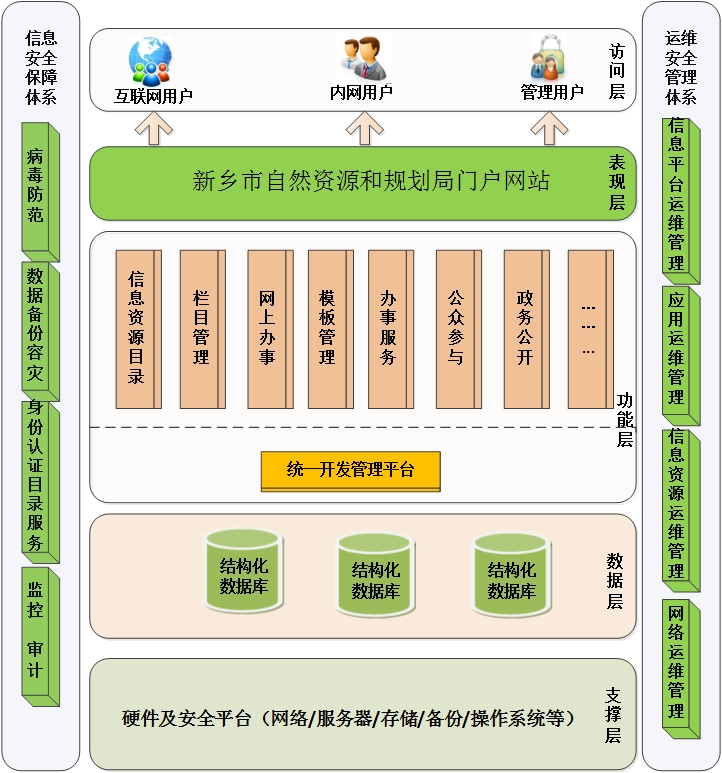 信息
安全
保障
体系
病毒防范
数据备份容灾
身份认证目录服务
监控 审计
互联网用户
内网用户
管理用户
访问层
新乡市自然资源和规划局门户网站
表现层
信息资源目录
栏目管理
网上办事
模板管理
办事服务
公众参与
政务公开
... ... ...
功能层
统一开发管理平台
结构化
数据库
结构化
数据库
结构化
数据库
数据层
硬件及安全平台（网络/服务器/存储/备份/操作系统等）
支撑层
运维
安全
管理
体系
信息平台运维管理
应用运维管理
信息资源运维管理
网络运维管理